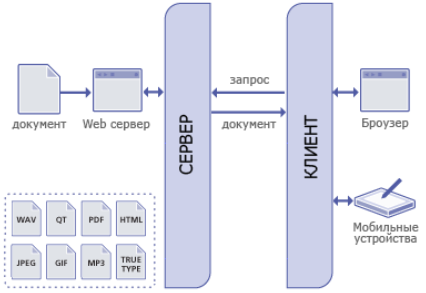 запрос
документ
Web сервер
СЕРВЕР
документ
КЛИЕНТ
Броузер
WAV
QT
PDF
HTML
JPEG
GIF
MP3
TRUE
TYPE
Мобильные
устройства